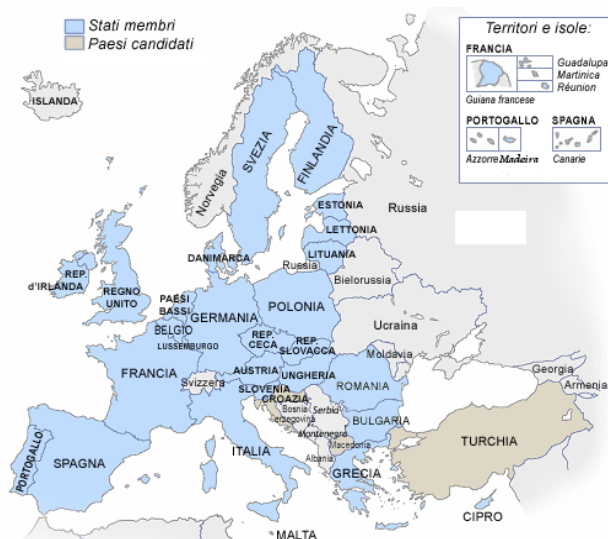 Stati membri
Paesi candidati
Territori e isole:
FRANCIA
Guadalupa
Martinica
Réunion
Guiana francese
PORTOGALLO
SPAGNA
Azzorre
Madeira
Canarie
ISLANDA
SVEZIA
FINLANDIA
Norvegia
Russia
ESTONIA
LETTONIA
LITUANIA
DANIMARCA
Russia
Bielorussia
REP
d'IRLANDA
REGNO
UNITO
PAESI
BASSI
POLONIA
GERMANIA
BELGIO
LUSSEMBURGO
Ucraina
REP.
CECA
REP.
SLOVACCA
Moldavia
FRANCIA
Svizzera
AUSTRIA
UNGHERIA
SLOVENIA
CROAZIA
ROMANIA
Georgia
Armenia
Bosnia
Herzegovina
Serbia
Montenegro
BULGARIA
Macedonia
Albania
PORTOGALLO
SPAGNA
ITALIA
GRECIA
TURCHIA
CIPRO
MALTA